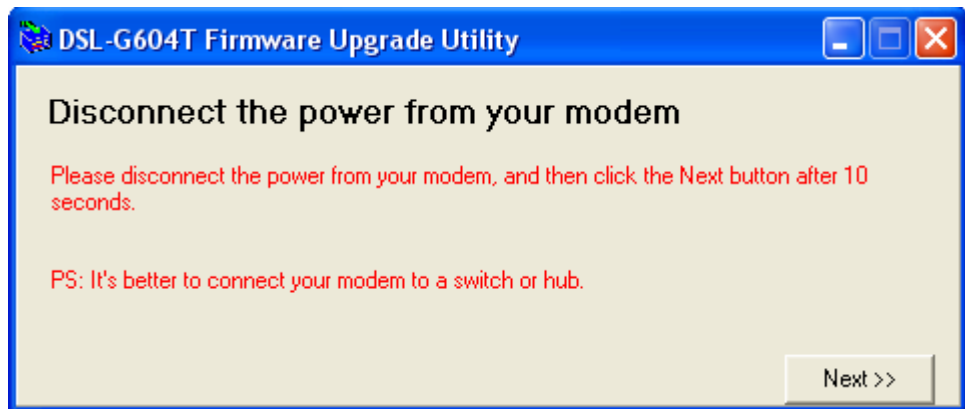 DSL-G604T Firmware Upgrade Utility
Disconnect the power from your modem
Please disconnect the power from your modem, and then click the Next button after 10
seconds.
PS: It's better to connect your modem to a switch or hub.
Next >>